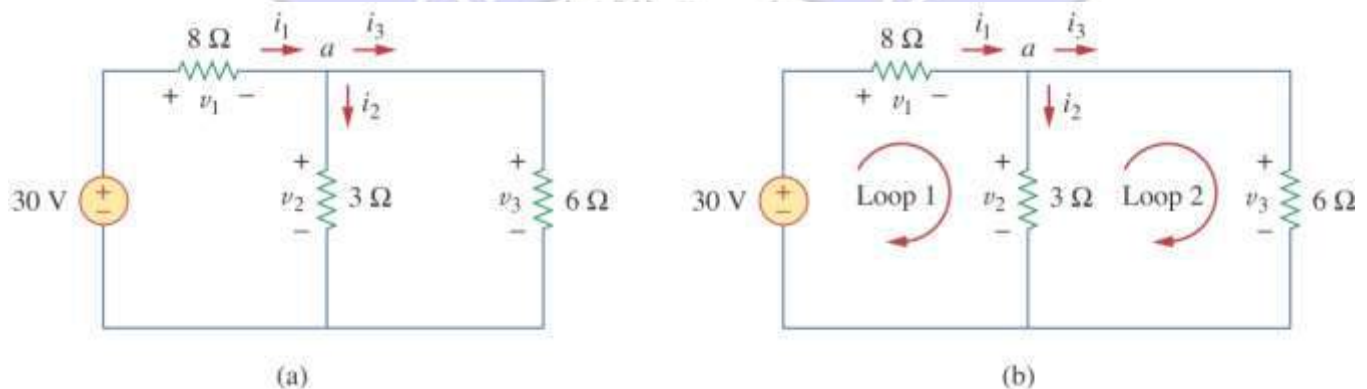 8 Ω i1 a i3
+ v1 −
i2
30 V + −
+ v2 − 3 Ω
+ v3 − 6 Ω
(a)
8 Ω i1 a i3
+ v1 −
i2
30 V + −
Loop 1
+ v2 − 3 Ω
Loop 2
+ v3 − 6 Ω
(b)